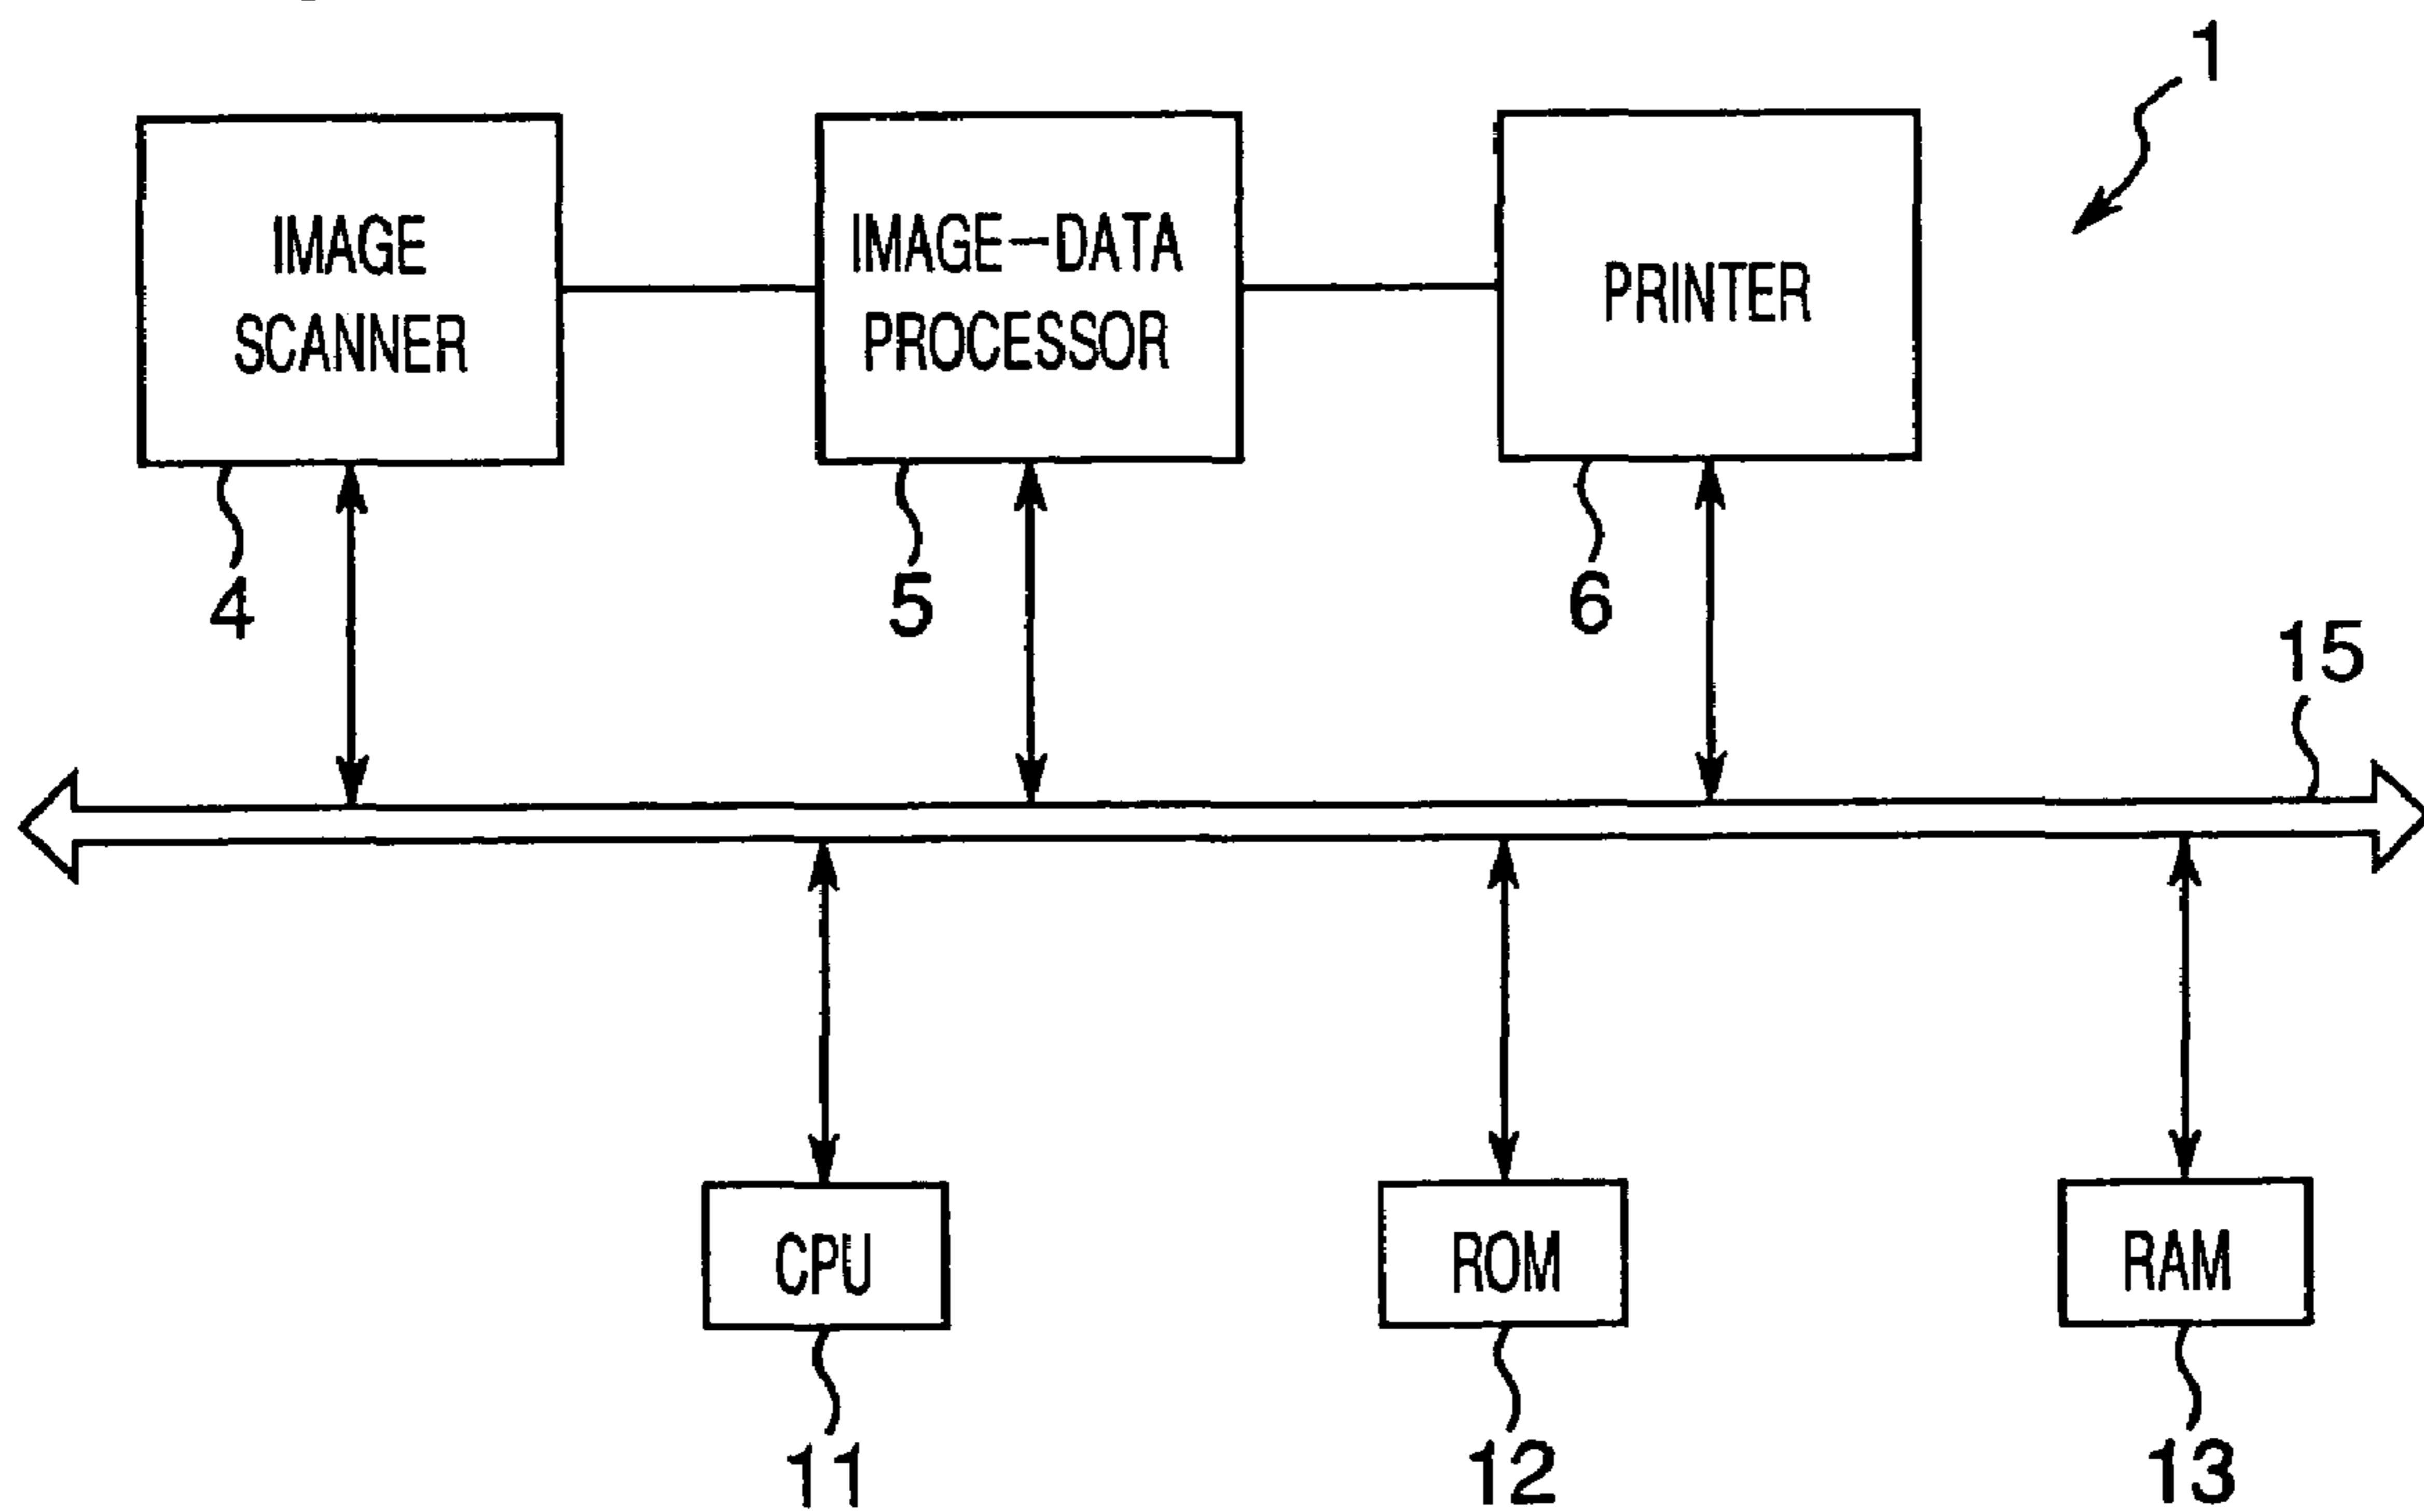 1
IMAGE
SCANNER
IMAGE-DATA
PROCESSOR
PRINTER
4
5
6
15
CPU
ROM
RAM
11
12
13